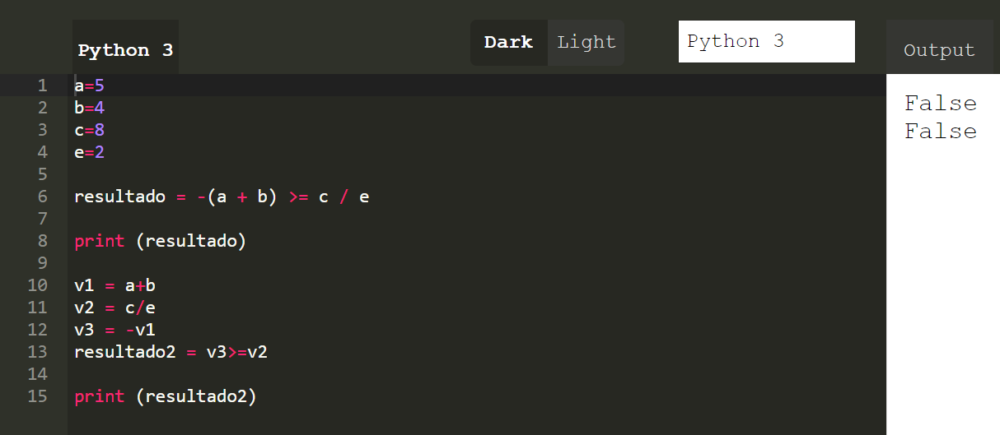 Python 3 Dark Light Python 3 Output
1 a=5
2 b=4
3 c=8
4 e=2
5
6 resultado = -(a + b) >= c / e
7
8 print (resultado)
9
10 v1 = a+b
11 v2 = c/e
12 v3 = -v1
13 resultado2 = v3>=v2
14
15 print (resultado2)
False
False